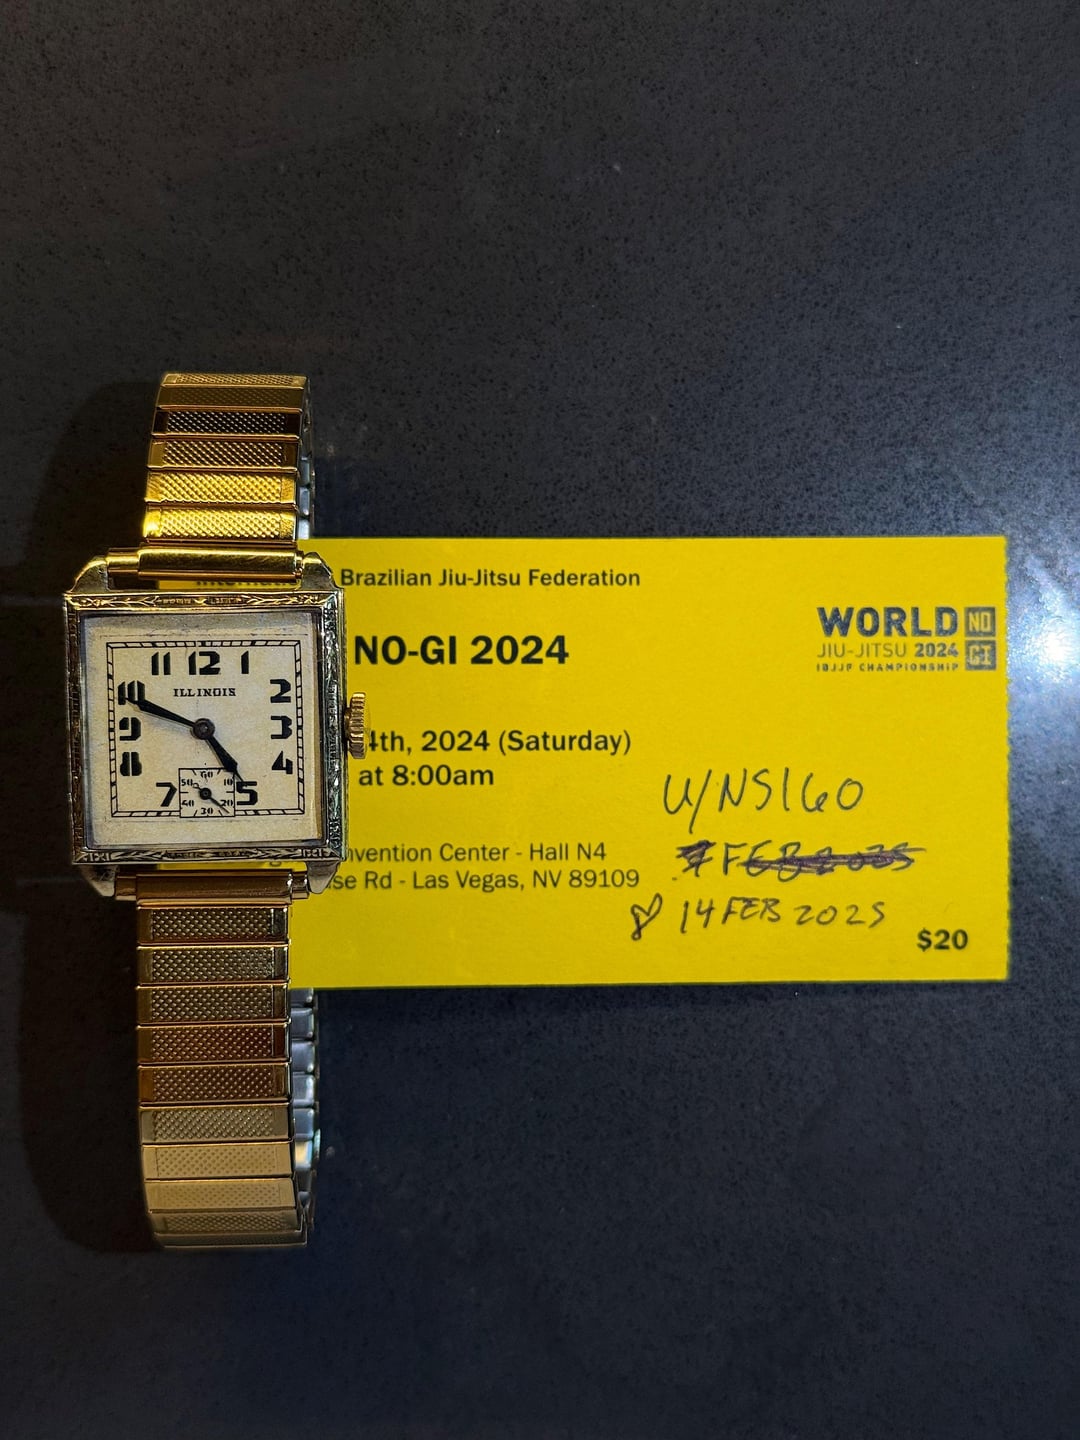 11 12 1
ILLINOIS
10 2
9 3
8 4
7 5
60
50 10
40 20
30
Brazilian Jiu-Jitsu Federation
NO-GI 2024
4th, 2024 (Saturday)
at 8:00am
nvention Center - Hall N4
se Rd - Las Vegas, NV 89109
WORLD NO
JIU-JITSU 2024 GI
IBJJF CHAMPIONSHIP
U/NS160
14 FEB 2025
$20